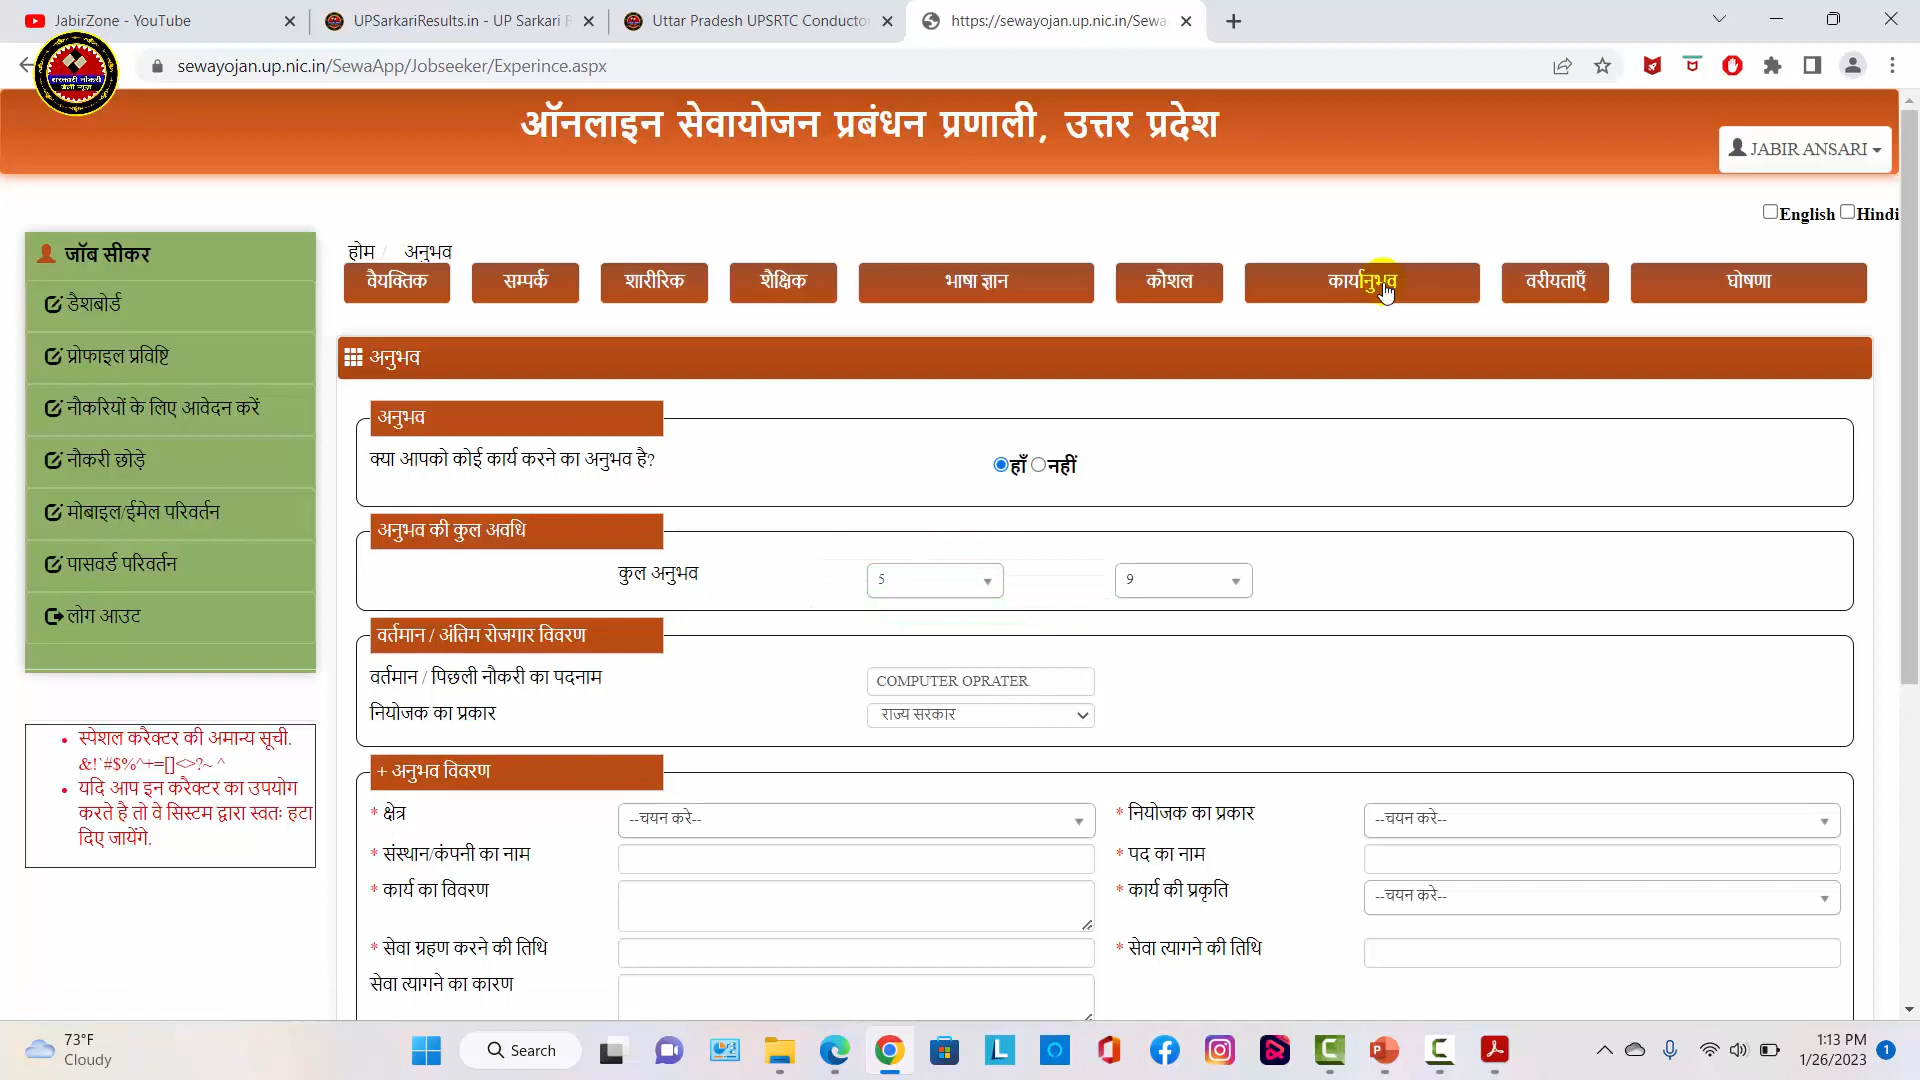 JabirZone - YouTube
UPSarkariResults.in - UP Sarkari R
Uttar Pradesh UPSRTC Conductor
https://sewayojan.up.nic.in/Sewa
sewayojan.up.nic.in/SewaApp/Jobseeker/Experince.aspx
सरकारी नौकरी
ऑनलाइन सेवायोजन प्रबंधन प्रणाली, उत्तर प्रदेश
JABIR ANSARI
English Hindi
जॉब सीकर
डैशबोर्ड
प्रोफाइल प्रविष्टि
नौकरियों के लिए आवेदन करें
नौकरी छोड़े
मोबाइल/ईमेल परिवर्तन
पासवर्ड परिवर्तन
लोग आउट
• स्पेशल करैक्टर की अमान्य सूची.
&!`#$%^+=[]<>?~ ^
• यदि आप इन करैक्टर का उपयोग
करते है तो वे सिस्टम द्वारा स्वतः हटा
दिए जायेंगे.
होम / अनुभव
वैयक्तिक सम्पर्क शारीरिक शैक्षिक भाषा ज्ञान कौशल कार्यानुभव वरीयताएँ घोषणा
अनुभव
अनुभव
क्या आपको कोई कार्य करने का अनुभव है? हाँ नहीं
अनुभव की कुल अवधि
कुल अनुभव 5 9
वर्तमान / अंतिम रोजगार विवरण
वर्तमान / पिछली नौकरी का पदनाम COMPUTER OPRATER
नियोजक का प्रकार राज्य सरकार
+ अनुभव विवरण
* क्षेत्र --चयन करे-- * नियोजक का प्रकार --चयन करे--
* संस्थान/कंपनी का नाम * पद का नाम
* कार्य का विवरण * कार्य की प्रकृति --चयन करे--
* सेवा ग्रहण करने की तिथि * सेवा त्यागने की तिथि
सेवा त्यागने का कारण
73°F
Cloudy
Search
1:13 PM
1/26/2023
1